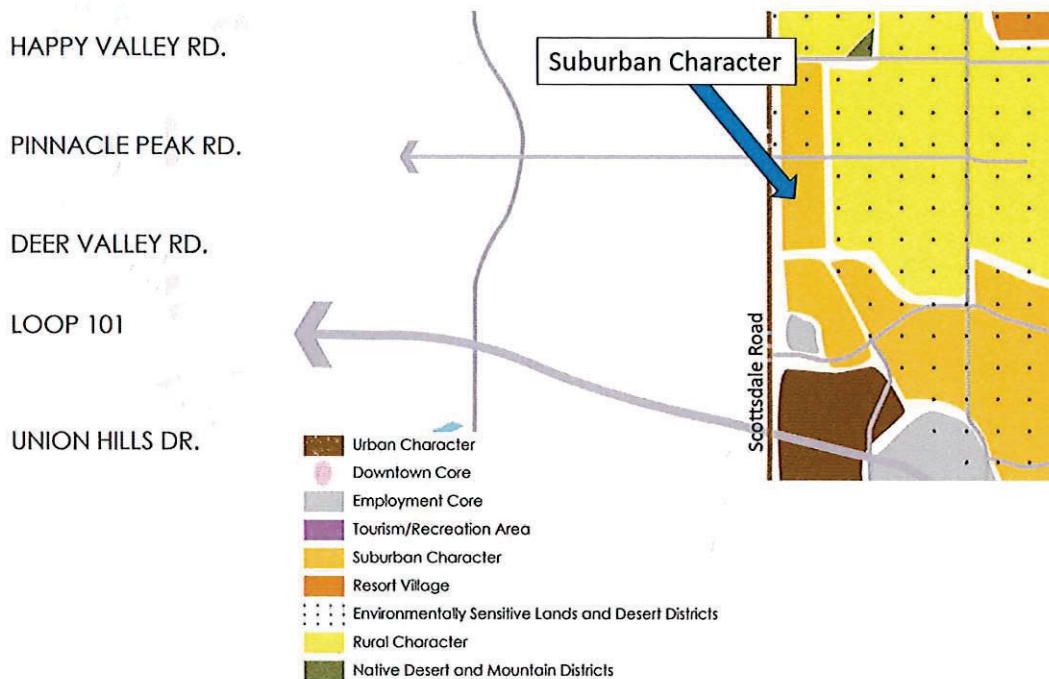 HAPPY VALLEY RD.
Suburban Character
PINNACLE PEAK RD.
DEER VALLEY RD.
LOOP 101
Scottsdale Road
UNION HILLS DR.
Urban Character
Downtown Core
Employment Core
Tourism/Recreation Area
Suburban Character
Resort Village
Environmentally Sensitive Lands and Desert Districts
Rural Character
Native Desert and Mountain Districts